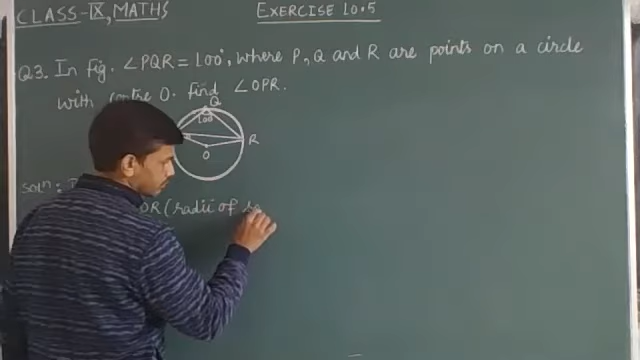 CLASS-IX, MATHS
EXERCISE 10.5
Q3. In Fig. ∠PQR = 100°, where P, Q and R are points on a circle
with centre O. Find ∠OPR.
Q
100°
R
O
Solⁿ:
OR (radii of